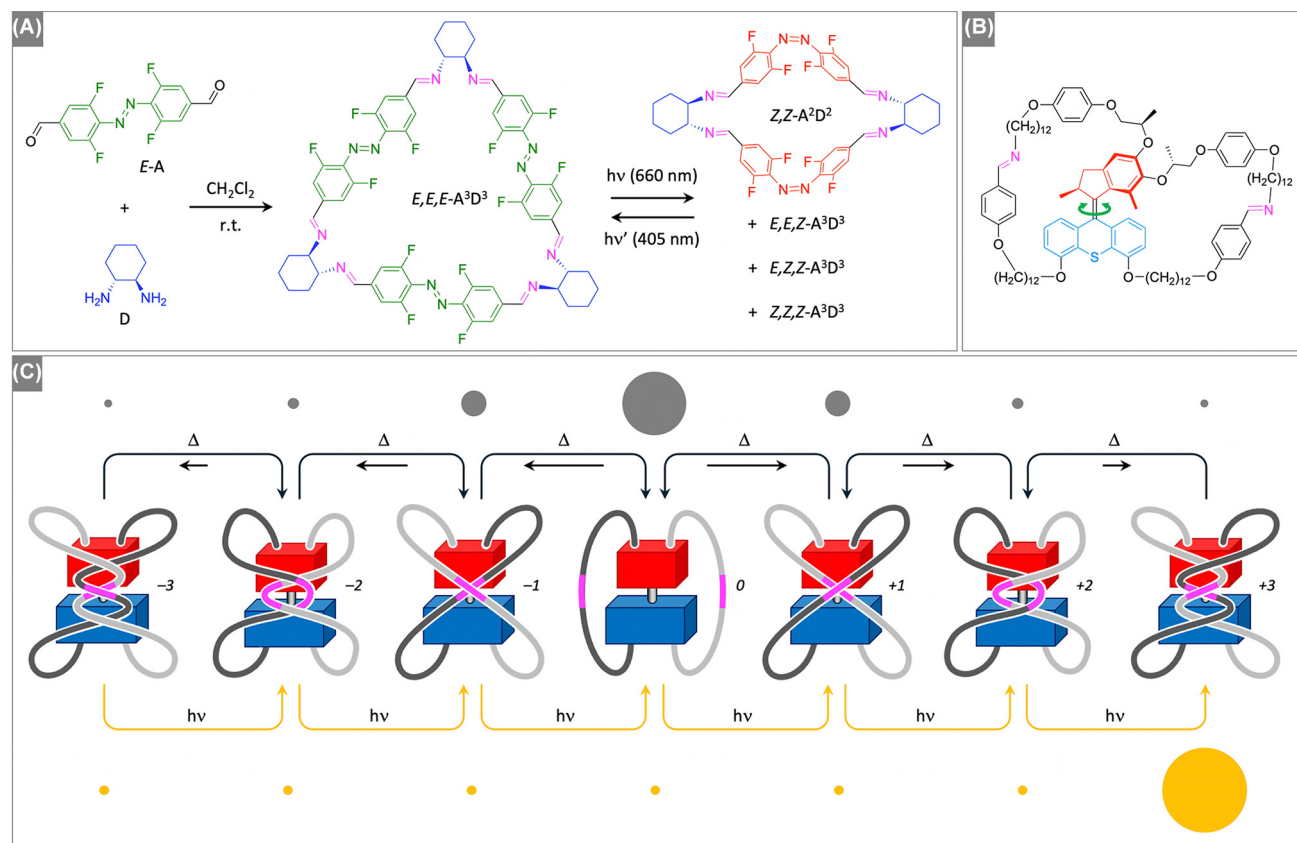 (A)
F
F
O
N
N
O
F
F
E-A
+
H₂N
NH₂
D
CH₂Cl₂
r.t.
N
N
F
F
F
F
N
N
N
N
F
F
F
F
E,E,E-A³D³
N
N
F
F
N
N
F
F
N
N
hν (660 nm)
hν' (405 nm)
F
N=N
F
F
F
N
N
Z,Z-A²D²
N
N
F
F
F
N=N
F
+ E,E,Z-A³D³
+ E,Z,Z-A³D³
+ Z,Z,Z-A³D³
(B)
O
O
(CH₂)₁₂
O
O
O
O
(H₂C)₁₂
N
N
O
S
O
O
(H₂C)₁₂
O
O
(CH₂)₁₂
O
(C)
Δ
Δ
Δ
Δ
Δ
Δ
–3
–2
–1
0
+1
+2
+3
hν
hν
hν
hν
hν
hν